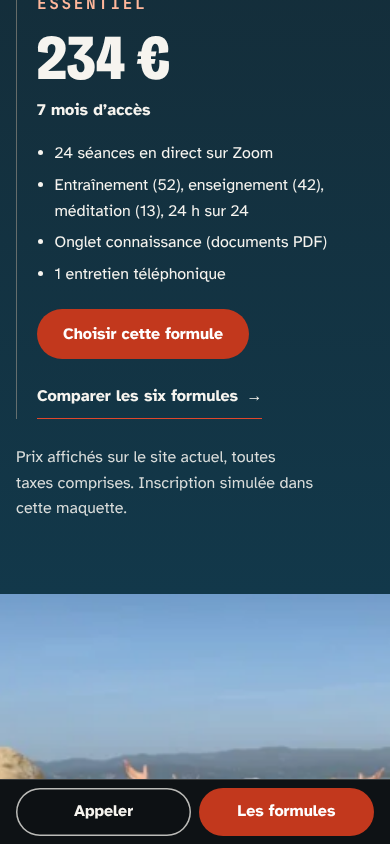 ESSENTIEL
234 €
7 mois d’accès
• 24 séances en direct sur Zoom
• Entraînement (52), enseignement (42),
méditation (13), 24 h sur 24
• Onglet connaissance (documents PDF)
• 1 entretien téléphonique
Choisir cette formule
Comparer les six formules →
Prix affichés sur le site actuel, toutes
taxes comprises. Inscription simulée dans
cette maquette.
Appeler
Les formules